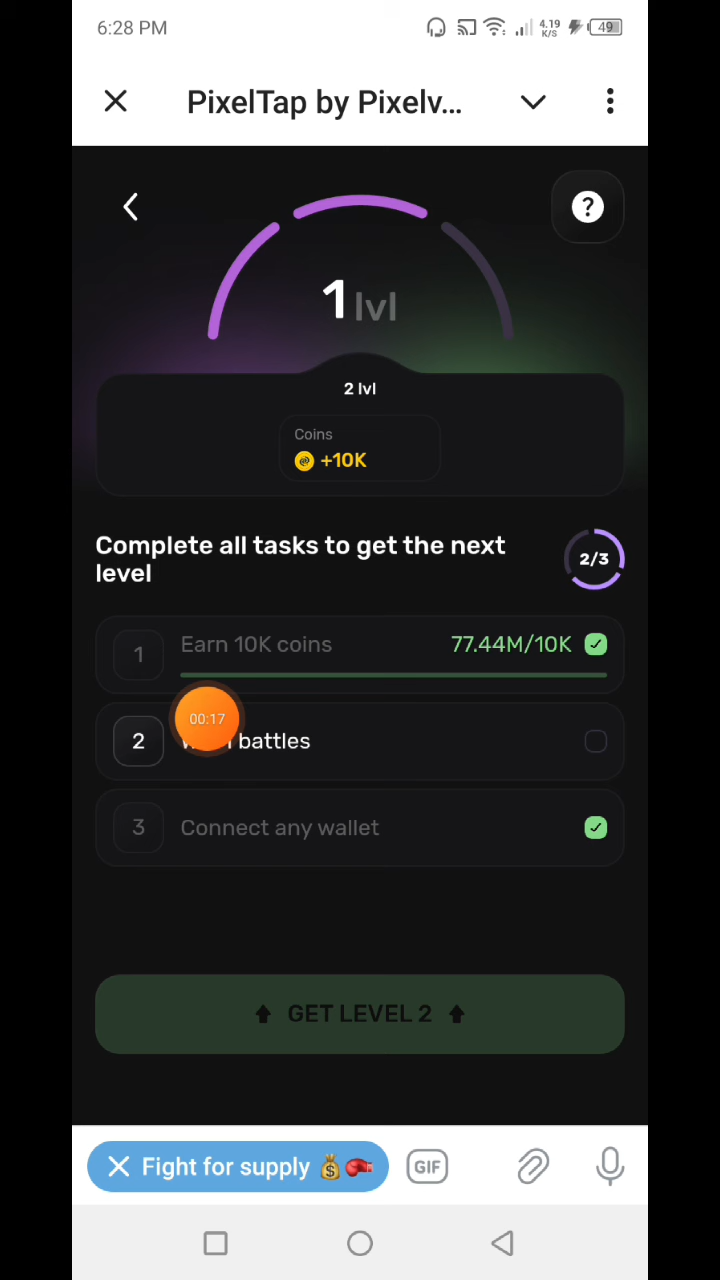 6:28 PM
4.19
K/S
49
PixelTap by Pixelv...
?
1 lvl
2 lvl
Coins
+10K
Complete all tasks to get the next
level
2/3
1 Earn 10K coins 77.44M/10K
00:17
2 battles
3 Connect any wallet
GET LEVEL 2
Fight for supply
GIF